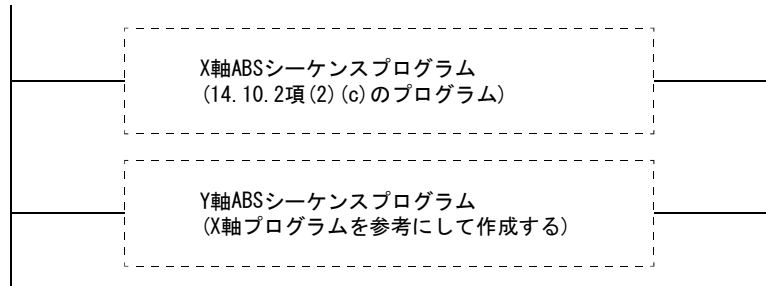 X軸ABSシーケンスプログラム
(14.10.2項(2)(c)のプログラム)
Y軸ABSシーケンスプログラム
(X軸プログラムを参考にして作成する)